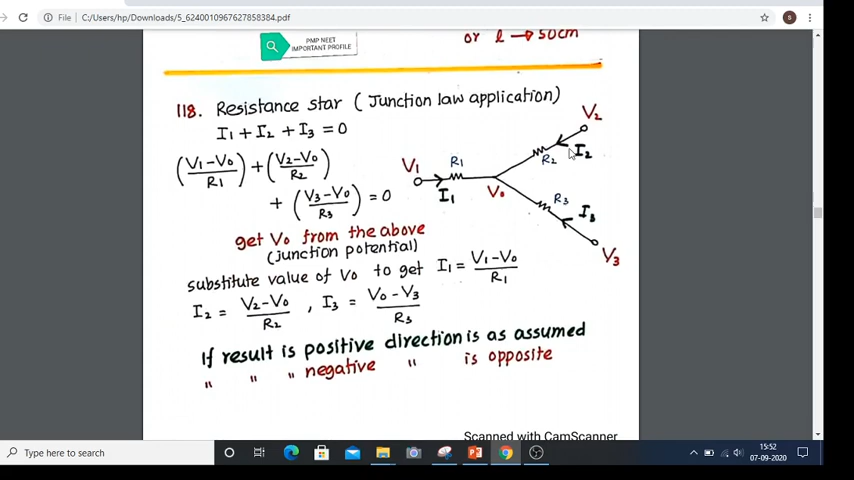 File
C:/Users/hp/Downloads/5_6240010967627858384.pdf
S
PMP NEET
IMPORTANT PROFILE
or l → 50cm
118. Resistance star ( Junction law application)
I1 + I2 + I3 = 0
(V1-V0/R1) + (V2-V0/R2)
+ (V3-V0/R3) = 0
get V0 from the above
(junction potential)
substitute value of V0 to get I1 = V1-V0/R1
I2 = V2-V0/R2 , I3 = V0-V3/R3
V1
R1
I1
V0
R2
V2
I2
R3
I3
V3
If result is positive direction is as assumed
" " " negative " is opposite
Scanned with CamScanner
Type here to search
15:52
07-09-2020